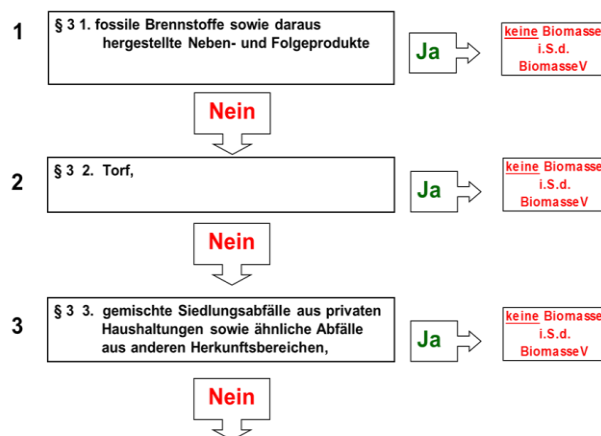 1
§ 3 1. fossile Brennstoffe sowie daraus
hergestellte Neben- und Folgeprodukte
Ja
keine Biomasse
i.S.d.
BiomasseV
Nein
2
§ 3 2. Torf,
Ja
keine Biomasse
i.S.d.
BiomasseV
Nein
3
§ 3 3. gemischte Siedlungsabfälle aus privaten
Haushaltungen sowie ähnliche Abfälle
aus anderen Herkunftsbereichen,
Ja
keine Biomasse
i.S.d.
BiomasseV
Nein